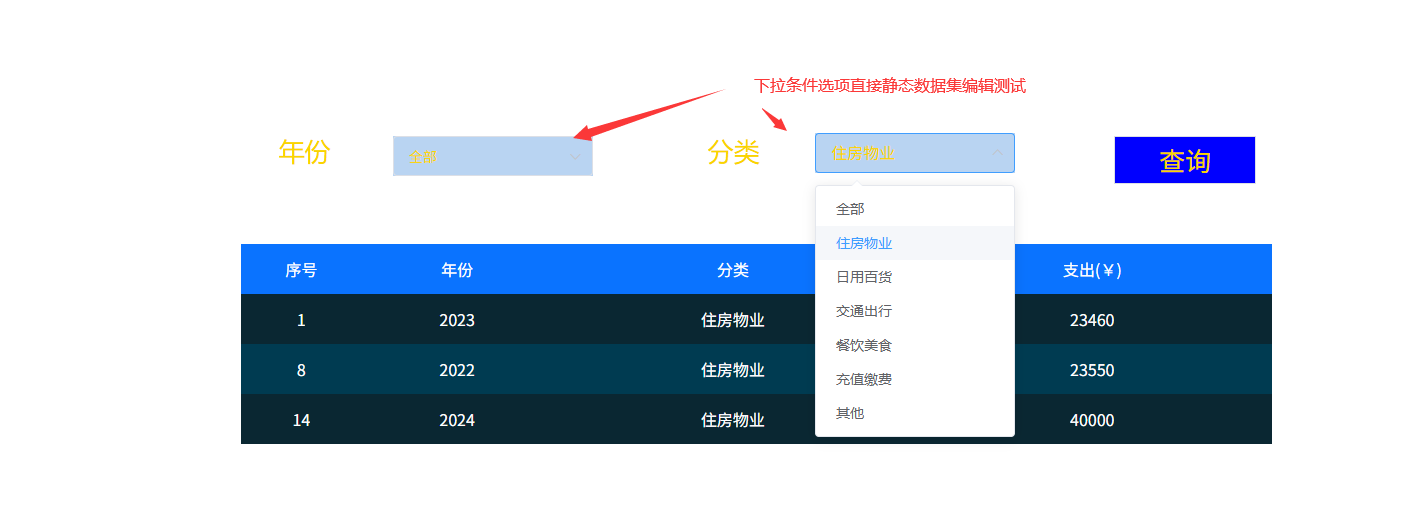 下拉条件选项直接静态数据集编辑测试
年份 全部 分类 住房物业 查询
全部
住房物业
日用百货
交通出行
餐饮美食
充值缴费
其他
序号 年份 分类 支出(￥)
1 2023 住房物业 23460
8 2022 住房物业 23550
14 2024 住房物业 40000